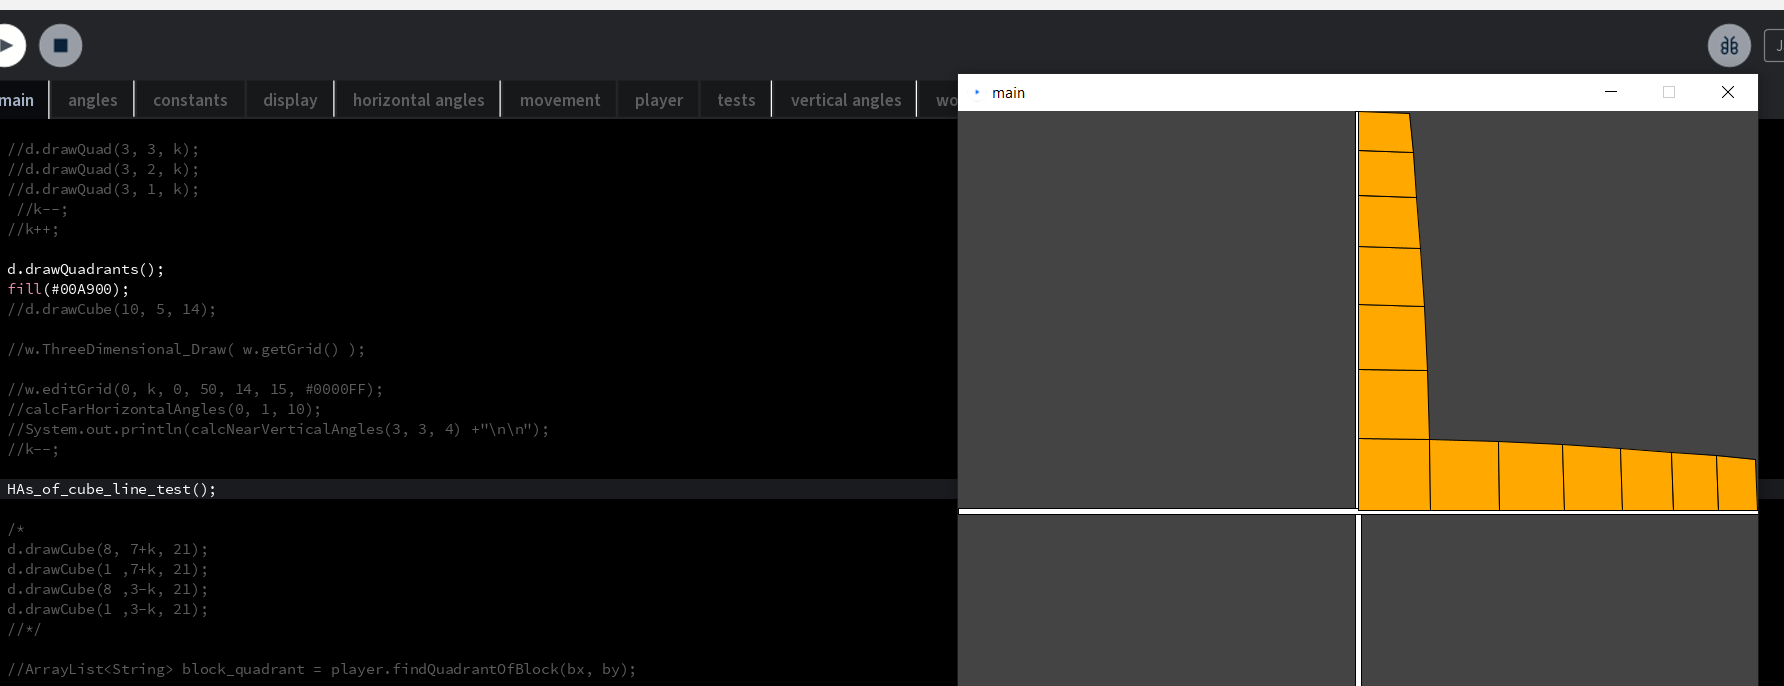 main angles constants display horizontal angles movement player tests vertical angles wo
main
//d.drawQuad(3, 3, k);
//d.drawQuad(3, 2, k);
//d.drawQuad(3, 1, k);
//k--;
//k++;
d.drawQuadrants();
fill(#00A900);
//d.drawCube(10, 5, 14);
//w.ThreeDimensional_Draw( w.getGrid() );
//w.editGrid(0, k, 0, 50, 14, 15, #0000FF);
//calcFarHorizontalAngles(0, 1, 10);
//System.out.println(calcNearVerticalAngles(3, 3, 4) +"\n\n");
//k--;
HAs_of_cube_line_test();
/*
d.drawCube(8, 7+k, 21);
d.drawCube(1 ,7+k, 21);
d.drawCube(8 ,3-k, 21);
d.drawCube(1 ,3-k, 21);
//*/
//ArrayList<String> block_quadrant = player.findQuadrantOfBlock(bx, by);